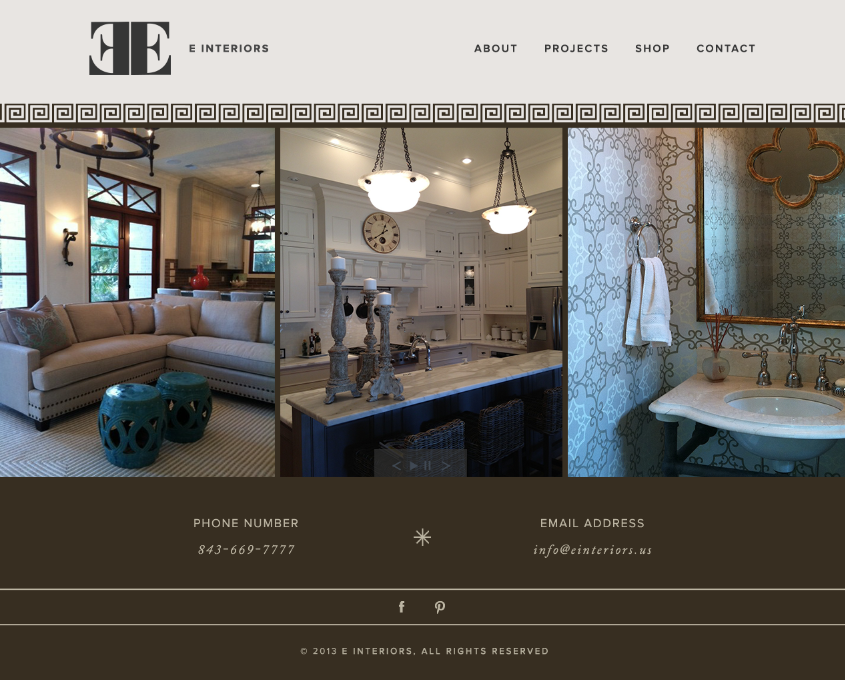 E INTERIORS
ABOUT PROJECTS SHOP CONTACT
PHONE NUMBER
843-669-7777
EMAIL ADDRESS
info@einteriors.us
© 2013 E INTERIORS, ALL RIGHTS RESERVED